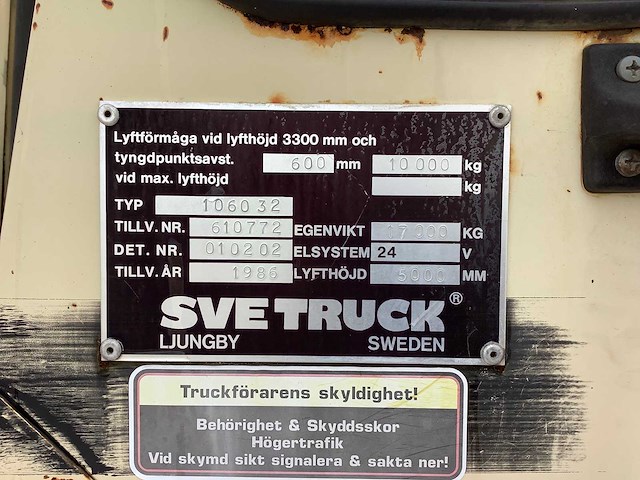 Lyftförmåga vid lyfthöjd 3300 mm och
tyngdpunktsavst. 600 mm 10 000 kg
vid max. lyfthöjd kg
TYP 106032
TILLV. NR. 610772 EGENVIKT 17 300 KG
DET. NR. 010202 ELSYSTEM 24 V
TILLV. ÅR 1986 LYFTHÖJD 5000 MM
SVETRUCK®
LJUNGBY SWEDEN
Truckförarens skyldighet!
Behörighet & Skyddsskor
Högertrafik
Vid skymd sikt signalera & sakta ner!